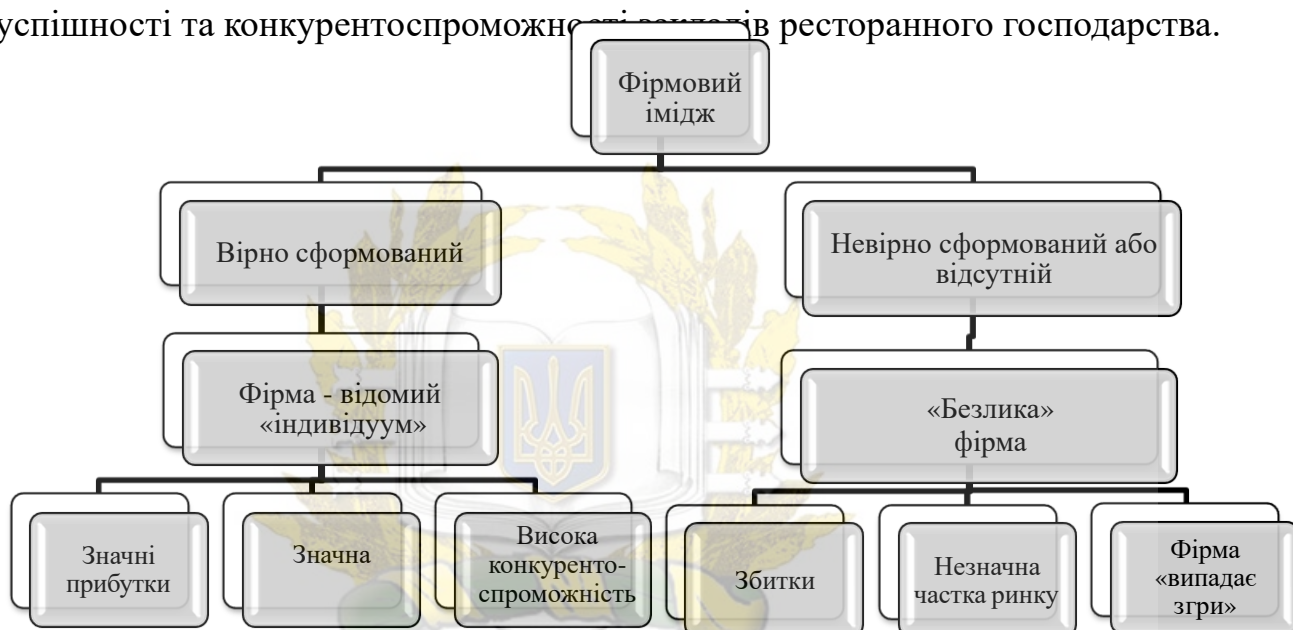 успішності та конкурентоспроможності закладів ресторанного господарства.
Фірмовий
імідж
Вірно сформований
Невірно сформований або
відсутній
Фірма - відомий
«індивідуум»
«Безлика»
фірма
Значні
прибутки
Значна
Висока
конкуренто-
спроможність
Збитки
Незначна
частка ринку
Фірма
«випадає
згри»